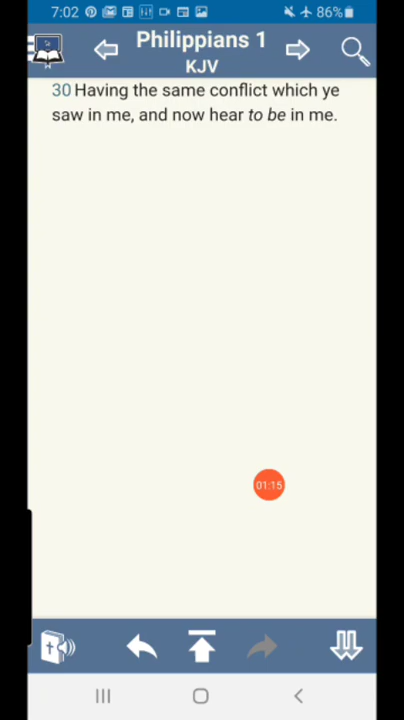 7:02 86%
Philippians 1
KJV
30 Having the same conflict which ye
saw in me, and now hear to be in me.
01:15